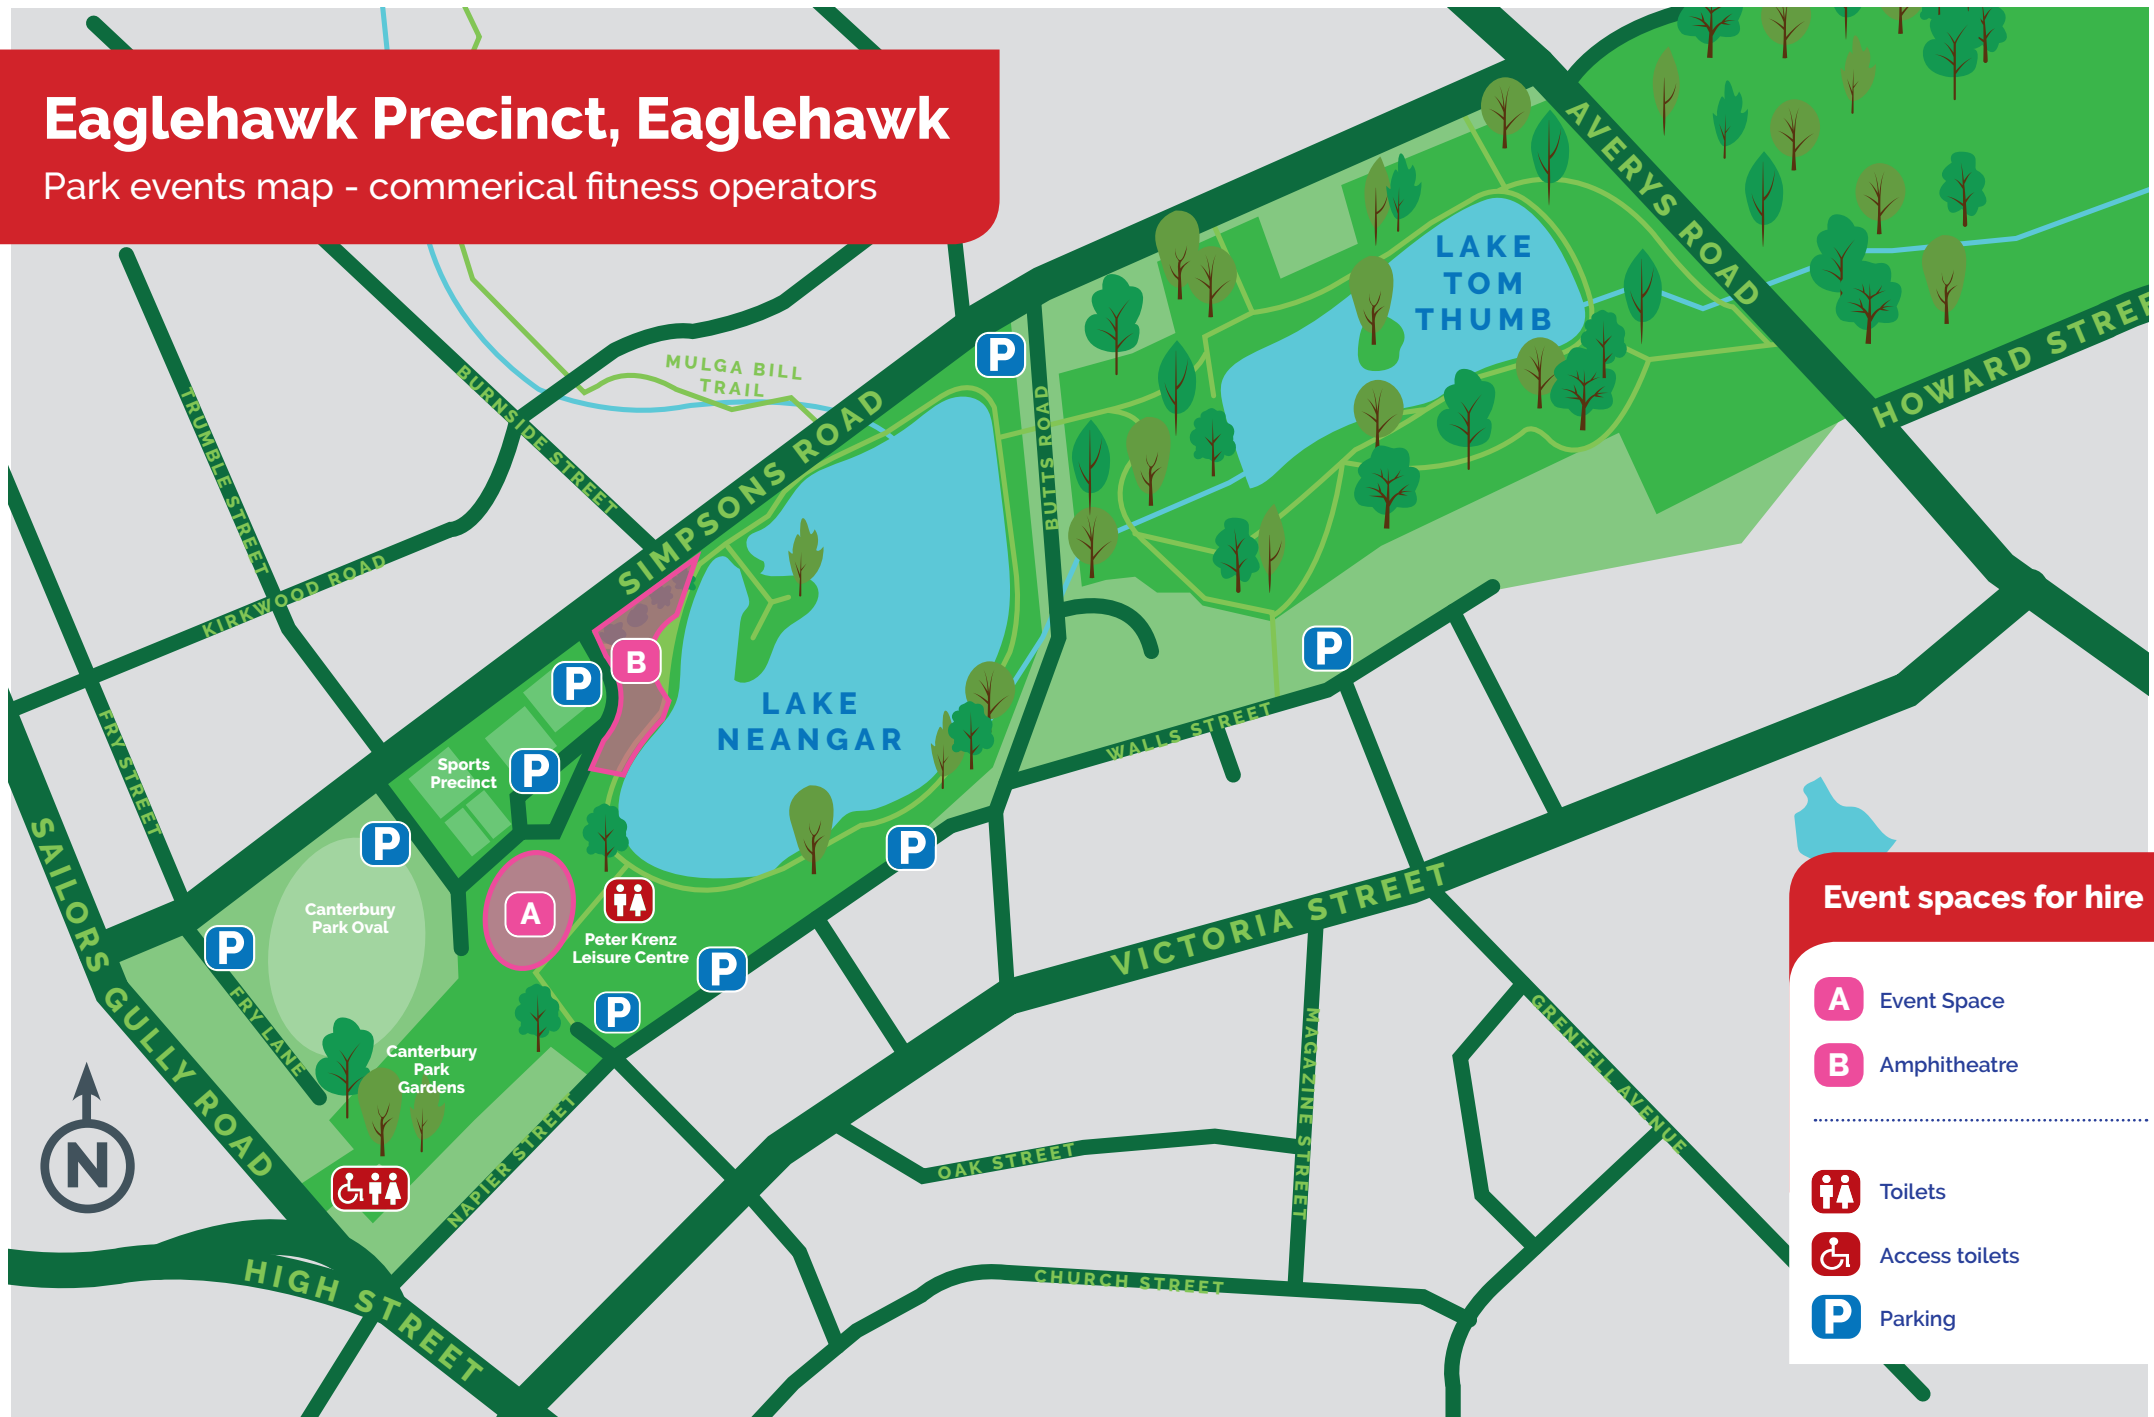 Eaglehawk Precinct, Eaglehawk
Park events map - commerical fitness operators
AVERYS ROAD
LAKE
TOM
THUMB
HOWARD STREE
MULGA BILL
TRAIL
BURNSIDE STREET
TRUMBLE STREET
SIMPSONS ROAD
BUTTS ROAD
P
KIRKWOOD ROAD
B
P
P
LAKE
NEANGAR
WALLS STREET
FRY STREET
Sports
Precinct
P
P
P
SAILORS GULLY ROAD
Canterbury
Park Oval
A
P
Peter Krenz
Leisure Centre
P
P
VICTORIA STREET
FRY LANE
Canterbury
Park
Gardens
MAGAZINE STREET
GRENFELL AVENUE
N
NAPIER STREET
OAK STREET
HIGH STREET
CHURCH STREET
Event spaces for hire
A Event Space
B Amphitheatre
Toilets
Access toilets
P Parking